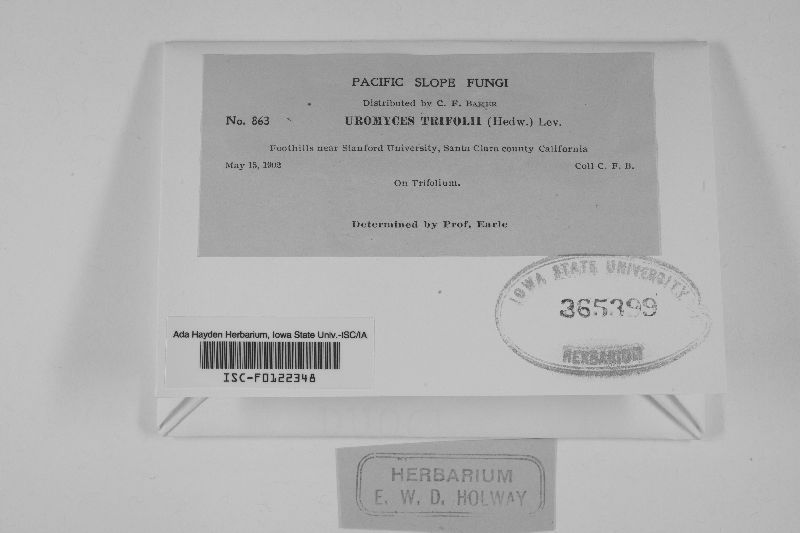 PACIFIC SLOPE FUNGI
Distributed by C. F. BAKER
No. 863 UROMYCES TRIFOLII (Hedw.) Lev.
Foothills near Stanford University, Santa Clara county California
May 15, 1902 Coll C. F. B.
On Trifolium.
Determined by Prof, Earle
IOWA STATE UNIVERSITY
365399
HERBARIUM
Ada Hayden Herbarium, Iowa State Univ.-ISC/IA
ISC-F0122348
HERBARIUM
E. W. D. HOLWAY